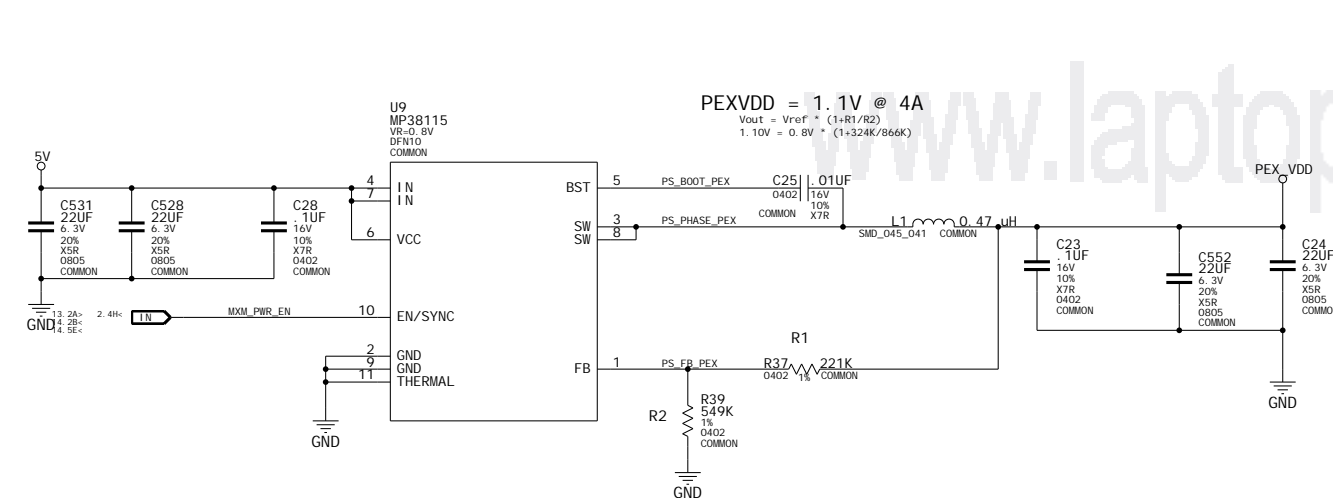 www.laptop
U9
MP38115
VR=0.8V
DFN10
COMMON
PEXVDD = 1.1V @ 4A
Vout = Vref * (1+R1/R2)
1.10V = 0.8V * (1+324K/866K)
5V
C531
22UF
6.3V
20%
X5R
0805
COMMON
C528
22UF
6.3V
20%
X5R
0805
COMMON
C28
.1UF
16V
10%
X7R
0402
COMMON
GND
4 IN
7 IN
6 VCC
10 EN/SYNC
2 GND
9 GND
11 THERMAL
BST 5
SW 3
SW 8
FB 1
13.2A> 2.4H<
14.2B<
14.5E<
IN
MXM_PWR_EN
GND
PS_BOOT_PEX
C25 .01UF
0402 16V
10%
COMMON X7R
PS_PHASE_PEX
L1 0.47 uH
SMD_045_041 COMMON
PEX_VDD
C23
.1UF
16V
10%
X7R
0402
COMMON
C552
22UF
6.3V
20%
X5R
0805
COMMON
C24
22UF
6.3V
20%
X5R
0805
COMMO
GND
R1
PS_FB_PEX
R37 221K
0402 1% COMMON
R2
R39
549K
1%
0402
COMMON
GND